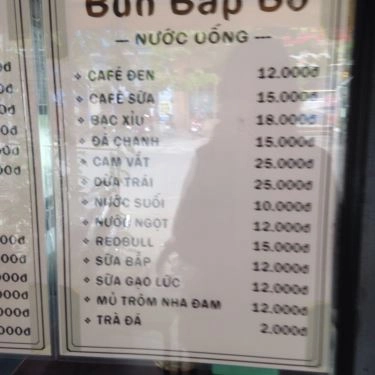 Bún Bắp Bò
NƯỚC UỐNG
CAFÉ ĐEN 12.000đ
CAFÉ SỮA 15.000đ
BẠC XỈU 18.000đ
ĐÁ CHANH 15.000đ
CAM VẮT 25.000đ
DỪA TRÁI 25.000đ
NƯỚC SUỐI 10.000đ
NƯỚC NGỌT 12.000đ
REDBULL 15.000đ
SỮA BẮP 12.000đ
SỮA GẠO LỨC 12.000đ
MỦ TRÔM NHA ĐAM 12.000đ
TRÀ ĐÁ 2.000đ